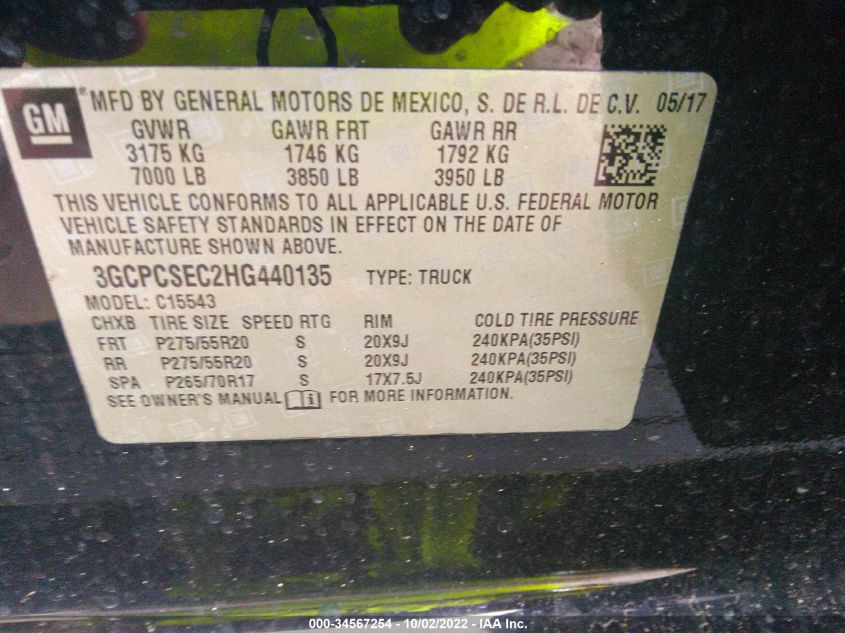 GM ® MFD BY GENERAL MOTORS DE MEXICO, S. DE R.L. DE C.V. 05/17
GVWR GAWR FRT GAWR RR
3175 KG 1746 KG 1792 KG
7000 LB 3850 LB 3950 LB
THIS VEHICLE CONFORMS TO ALL APPLICABLE U.S. FEDERAL MOTOR
VEHICLE SAFETY STANDARDS IN EFFECT ON THE DATE OF
MANUFACTURE SHOWN ABOVE.
3GCPCSEC2HG440135 TYPE: TRUCK
MODEL: C15543
CHXB TIRE SIZE SPEED RTG RIM COLD TIRE PRESSURE
FRT P275/55R20 S 20X9J 240KPA(35PSI)
RR P275/55R20 S 20X9J 240KPA(35PSI)
SPA P265/70R17 S 17X7.5J 240KPA(35PSI)
SEE OWNER'S MANUAL i FOR MORE INFORMATION.
000-34567254 - 10/02/2022 - IAA Inc.